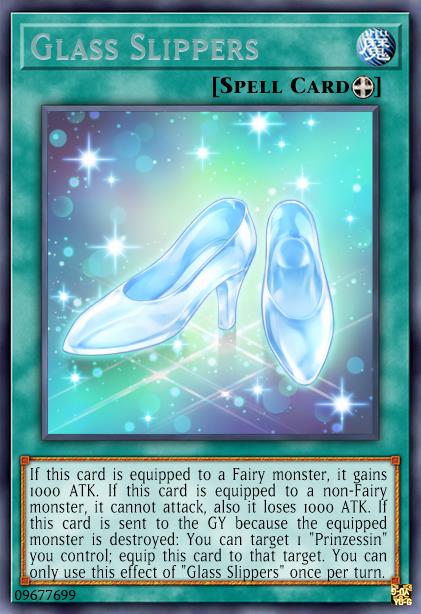 Glass Slippers
[Spell Card]
If this card is equipped to a Fairy monster, it gains
1000 ATK. If this card is equipped to a non-Fairy
monster, it cannot attack, also it loses 1000 ATK. If
this card is sent to the GY because the equipped
monster is destroyed: You can target 1 "Prinzessin"
you control; equip this card to that target. You can
only use this effect of "Glass Slippers" once per turn.
09677699